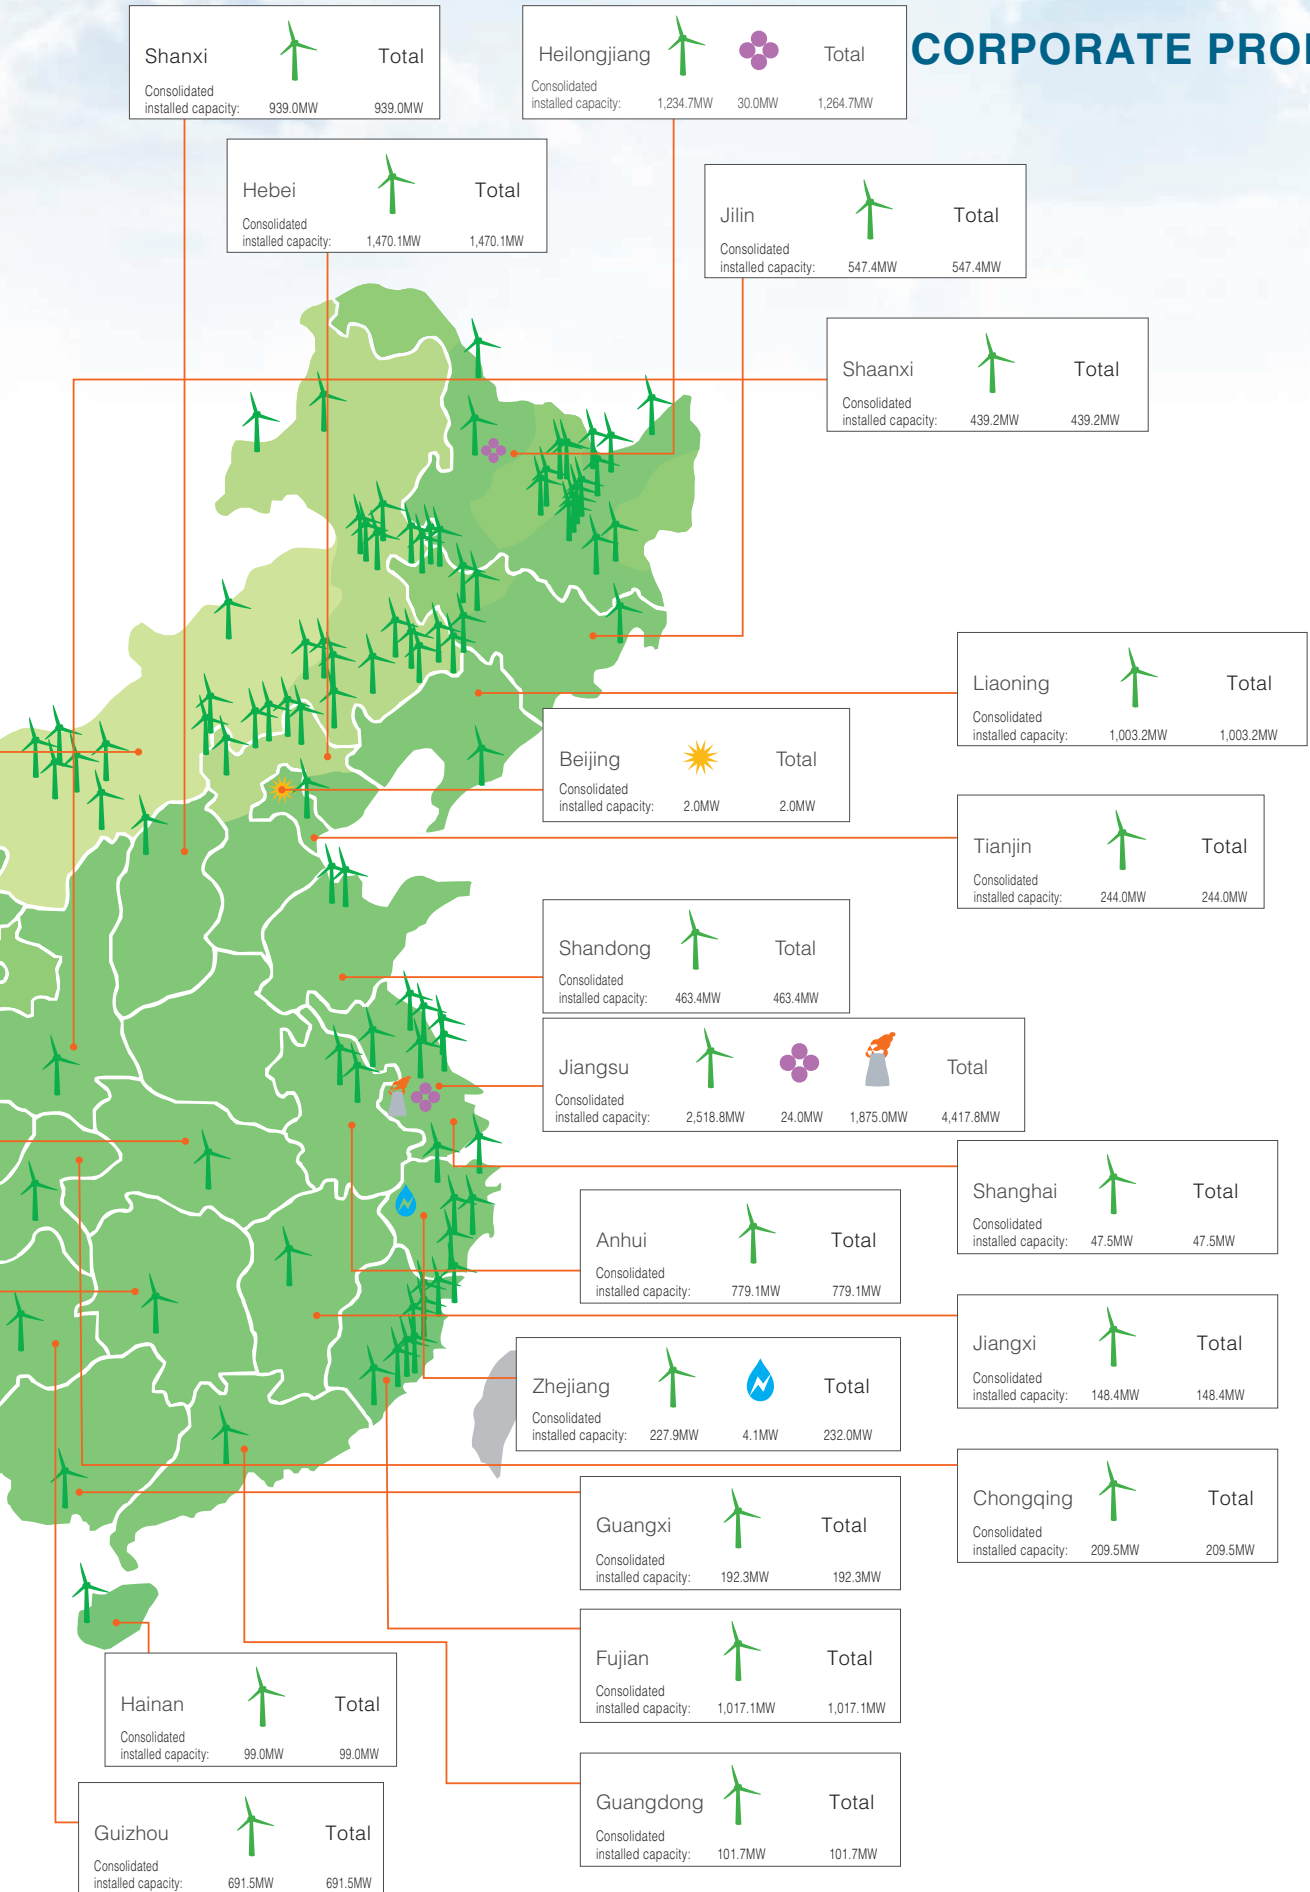 CORPORATE PRO
Shanxi Total
Consolidated
installed capacity: 939.0MW 939.0MW
Heilongjiang Total
Consolidated
installed capacity: 1,234.7MW 30.0MW 1,264.7MW
Hebei Total
Consolidated
installed capacity: 1,470.1MW 1,470.1MW
Jilin Total
Consolidated
installed capacity: 547.4MW 547.4MW
Shaanxi Total
Consolidated
installed capacity: 439.2MW 439.2MW
Liaoning Total
Consolidated
installed capacity: 1,003.2MW 1,003.2MW
Beijing Total
Consolidated
installed capacity: 2.0MW 2.0MW
Tianjin Total
Consolidated
installed capacity: 244.0MW 244.0MW
Shandong Total
Consolidated
installed capacity: 463.4MW 463.4MW
Jiangsu Total
Consolidated
installed capacity: 2,518.8MW 24.0MW 1,875.0MW 4,417.8MW
Shanghai Total
Consolidated
installed capacity: 47.5MW 47.5MW
Anhui Total
Consolidated
installed capacity: 779.1MW 779.1MW
Jiangxi Total
Consolidated
installed capacity: 148.4MW 148.4MW
Zhejiang Total
Consolidated
installed capacity: 227.9MW 4.1MW 232.0MW
Chongqing Total
Consolidated
installed capacity: 209.5MW 209.5MW
Guangxi Total
Consolidated
installed capacity: 192.3MW 192.3MW
Fujian Total
Consolidated
installed capacity: 1,017.1MW 1,017.1MW
Hainan Total
Consolidated
installed capacity: 99.0MW 99.0MW
Guangdong Total
Consolidated
installed capacity: 101.7MW 101.7MW
Guizhou Total
Consolidated
installed capacity: 691.5MW 691.5MW